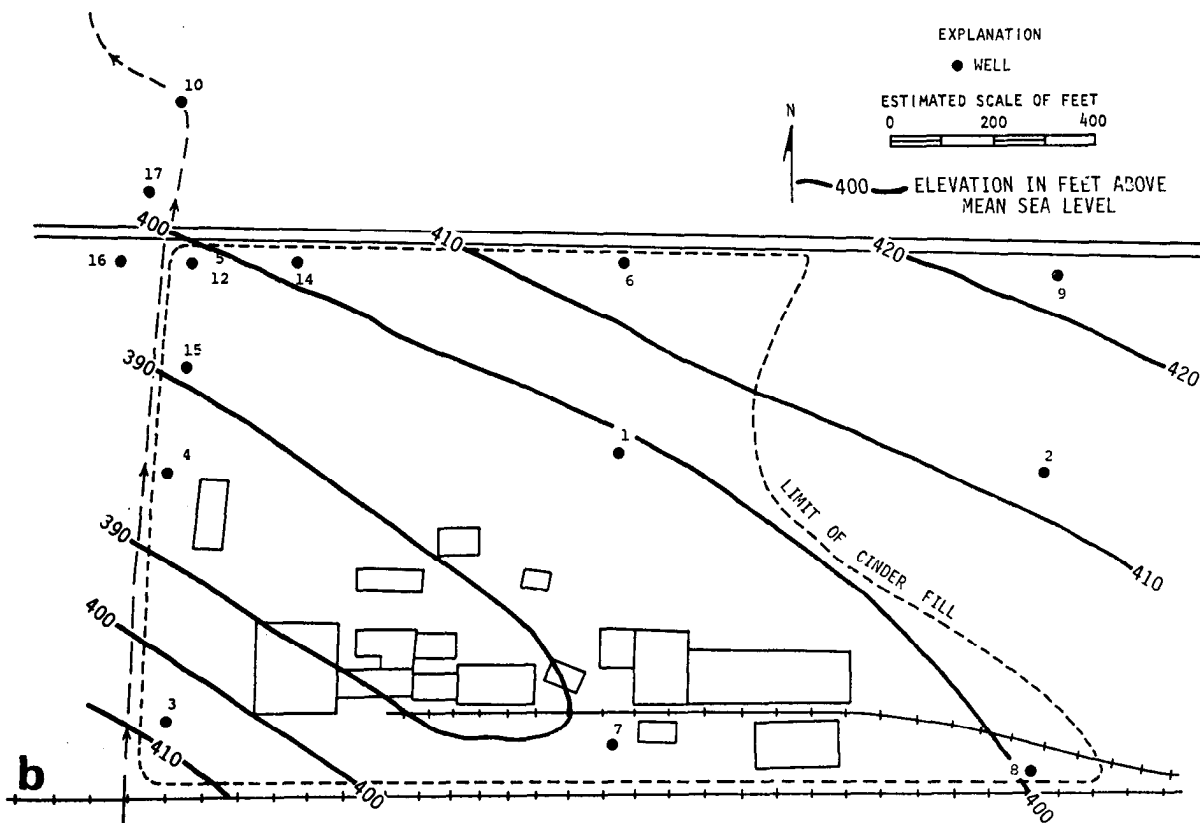 EXPLANATION
WELL
ESTIMATED SCALE OF FEET
0 200 400
N
400 ELEVATION IN FEET ABOVE
MEAN SEA LEVEL
10
17
400
410
420
16
5
12
14
6
9
15
390
420
1
4
2
LIMIT OF CINDER FILL
390
410
400
3
7
410
8
b
400
400